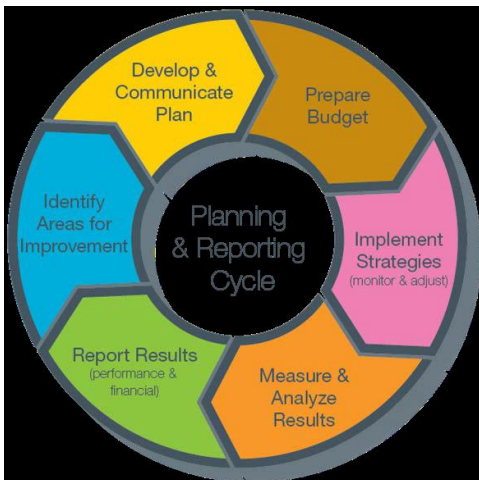 Develop &
Communicate
Plan
Prepare
Budget
Implement
Strategies
(monitor & adjust)
Measure &
Analyze
Results
Report Results
(performance &
financial)
Identify
Areas for
Improvement
Planning
& Reporting
Cycle